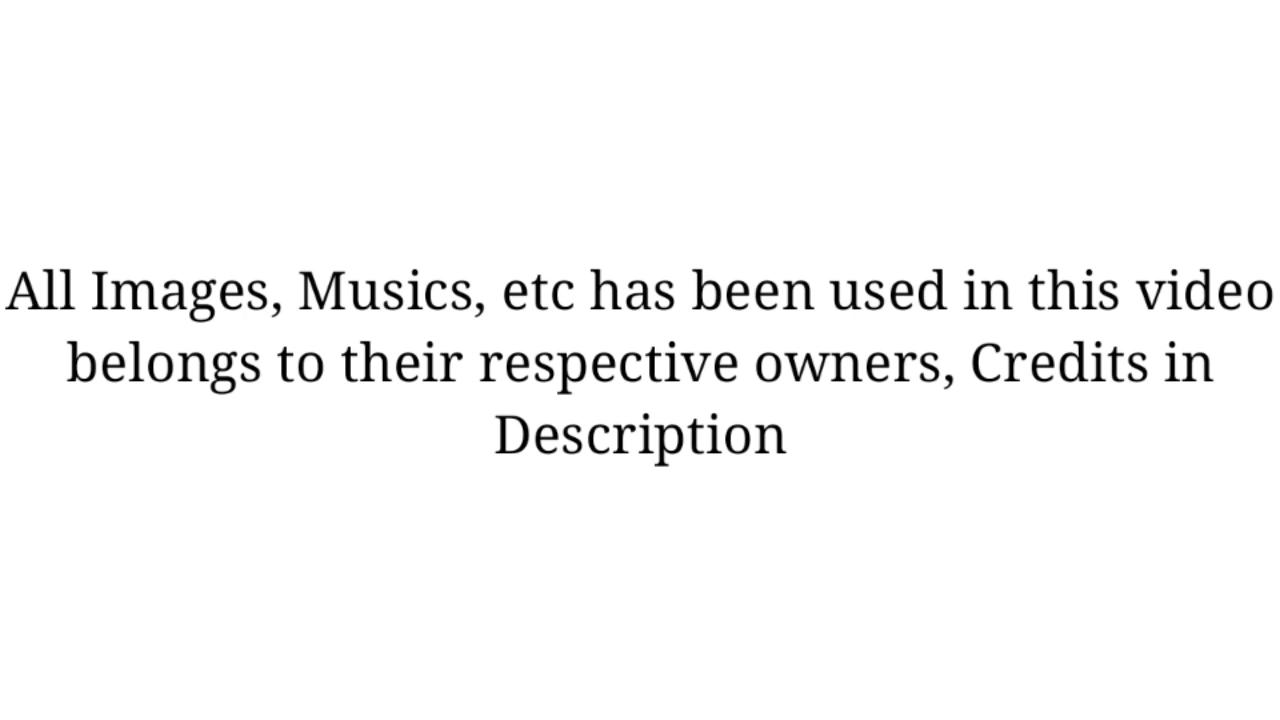 All Images, Musics, etc has been used in this video
belongs to their respective owners, Credits in
Description